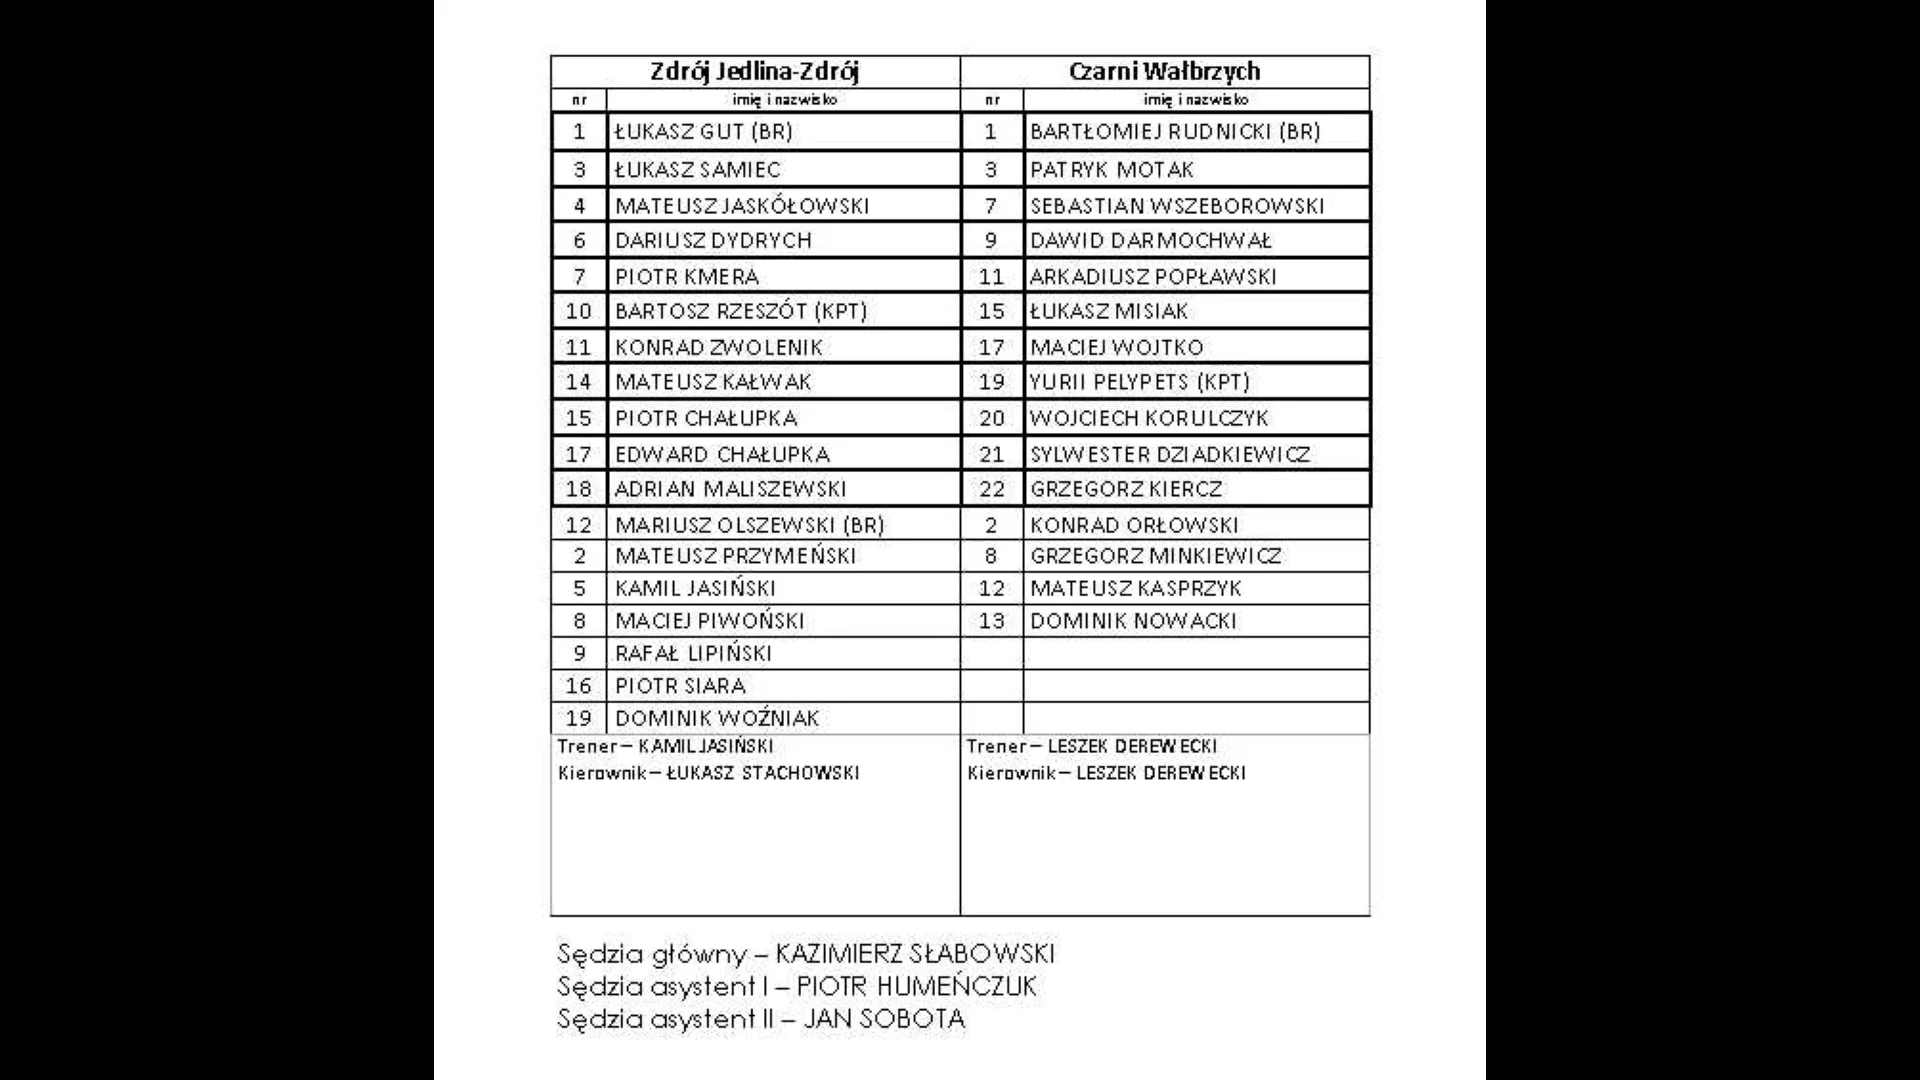 Zdrój Jedlina-Zdrój Czarni Wałbrzych
nr imię i nazwisko nr imię i nazwisko
1 ŁUKASZ GUT (BR) 1 BARTŁOMIEJ RUDNICKI (BR)
3 ŁUKASZ SAMIEC 3 PATRYK MOTAK
4 MATEUSZ JASKÓŁOWSKI 7 SEBASTIAN WSZEBOROWSKI
6 DARIUSZ DYDRYCH 9 DAWID DARMOCHWAŁ
7 PIOTR KMERA 11 ARKADIUSZ POPŁAWSKI
10 BARTOSZ RZESZÓT (KPT) 15 ŁUKASZ MISIAK
11 KONRAD ZWOLENIK 17 MACIEJ WOJTKO
14 MATEUSZ KAŁWAK 19 YURII PELYPETS (KPT)
15 PIOTR CHAŁUPKA 20 WOJCIECH KORULCZYK
17 EDWARD CHAŁUPKA 21 SYLWESTER DZIADKIEWICZ
18 ADRIAN MALISZEWSKI 22 GRZEGORZ KIERCZ
12 MARIUSZ OLSZEWSKI (BR) 2 KONRAD ORŁOWSKI
2 MATEUSZ PRZYMEŃSKI 8 GRZEGORZ MINKIEWICZ
5 KAMIL JASIŃSKI 12 MATEUSZ KASPRZYK
8 MACIEJ PIWOŃSKI 13 DOMINIK NOWACKI
9 RAFAŁ LIPIŃSKI
16 PIOTR SIARA
19 DOMINIK WOŹNIAK
Trener – KAMIL JASIŃSKI Trener – LESZEK DEREWECKI
Kierownik – ŁUKASZ STACHOWSKI Kierownik – LESZEK DEREWECKI
Sędzia główny – KAZIMIERZ SŁABOWSKI
Sędzia asystent I – PIOTR HUMEŃCZUK
Sędzia asystent II – JAN SOBOTA